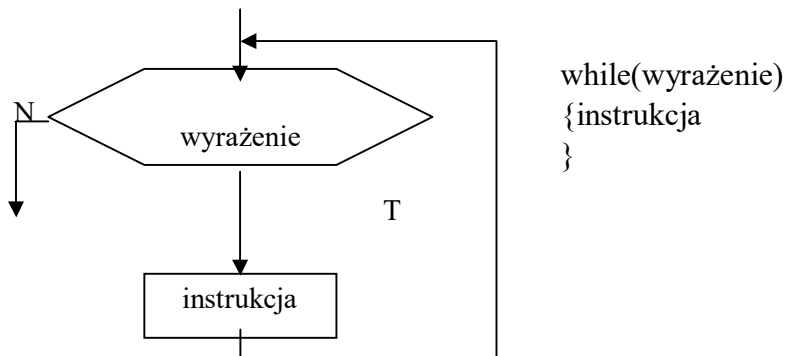 N
wyrażenie
T
instrukcja
while(wyrażenie)
{instrukcja
}